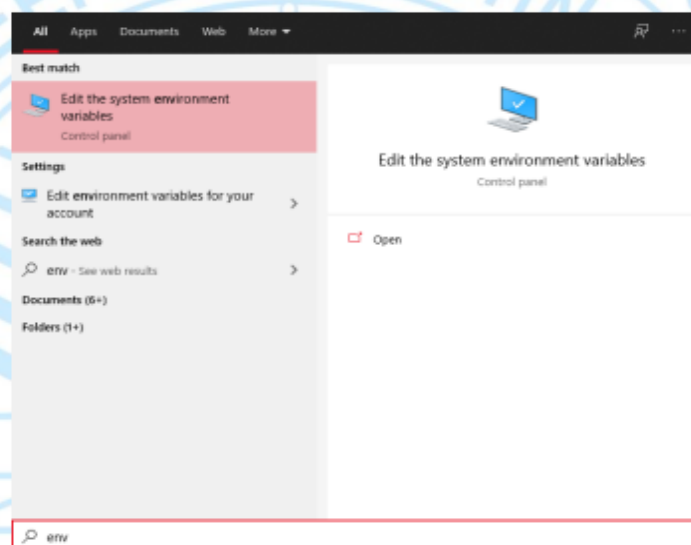 All Apps Documents Web More
Best match
Edit the system environment
variables
Control panel
Settings
Edit environment variables for your
account
Search the web
env - See web results
Documents (6+)
Folders (1+)
Edit the system environment variables
Control panel
Open
env